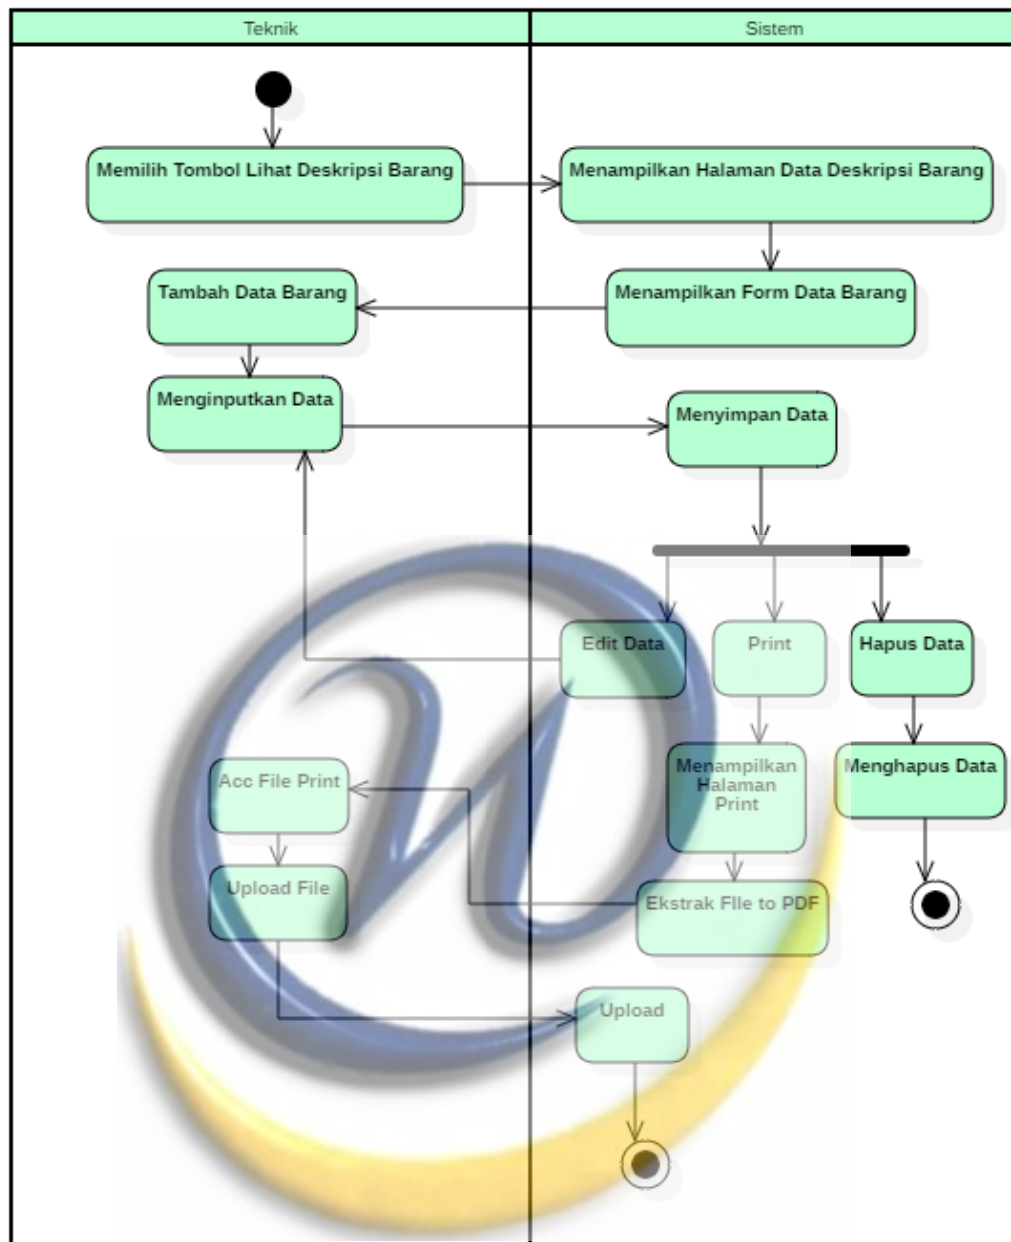 Teknik
Sistem
Memilih Tombol Lihat Deskripsi Barang
Menampilkan Halaman Data Deskripsi Barang
Tambah Data Barang
Menampilkan Form Data Barang
Menginputkan Data
Menyimpan Data
Edit Data
Print
Hapus Data
Acc File Print
Menampilkan
Halaman
Print
Menghapus Data
Upload File
Ekstrak FIle to PDF
Upload